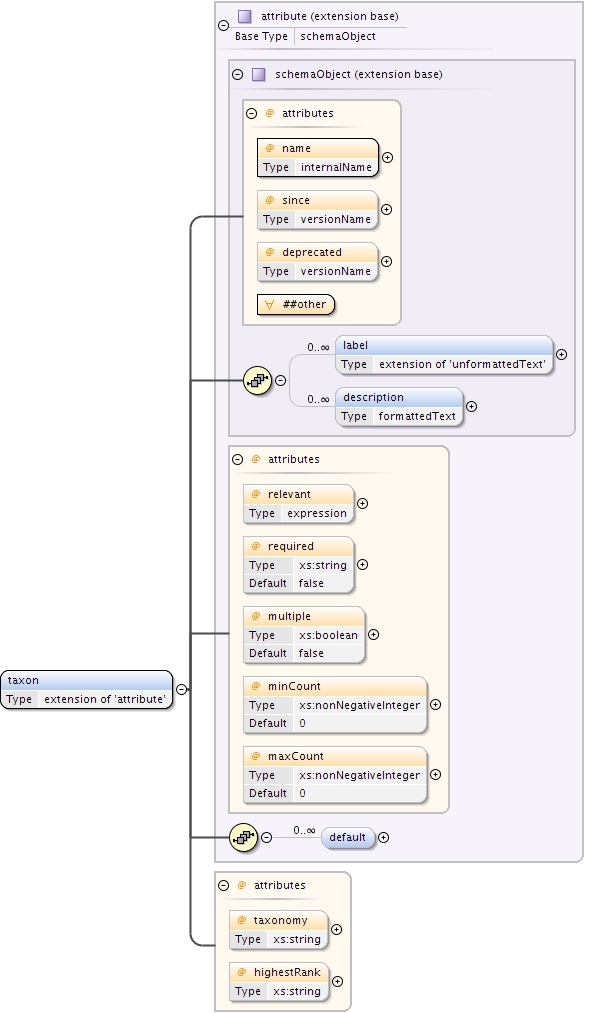 attribute (extension base)
Base Type schemaObject
schemaObject (extension base)
@ attributes
@ name
Type internalName
@ since
Type versionName
@ deprecated
Type versionName
∀ ##other
0..∞ label
Type extension of 'unformattedText'
0..∞ description
Type formattedText
@ attributes
@ relevant
Type expression
@ required
Type xs:string
Default false
@ multiple
Type xs:boolean
Default false
@ minCount
Type xs:nonNegativeInteger
Default 0
@ maxCount
Type xs:nonNegativeInteger
Default 0
taxon
Type extension of 'attribute'
0..∞ default
@ attributes
@ taxonomy
Type xs:string
@ highestRank
Type xs:string